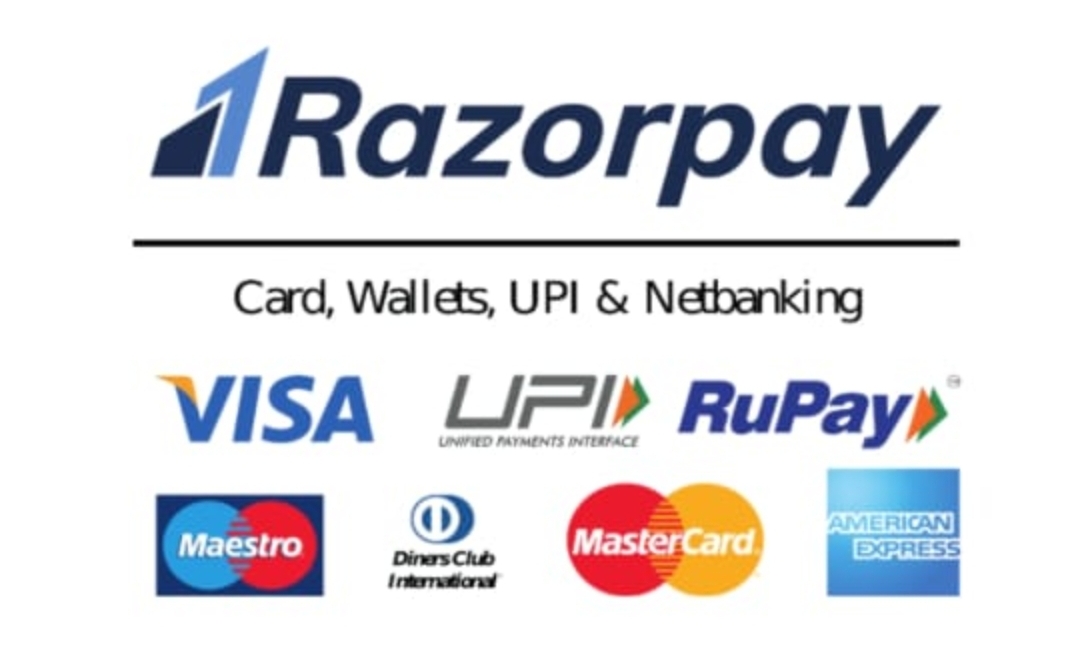 Razorpay
Card, Wallets, UPI & Netbanking
VISA UPI RuPay
UNIFIED PAYMENTS INTERFACE
Maestro Diners Club International MasterCard AMERICAN EXPRESS